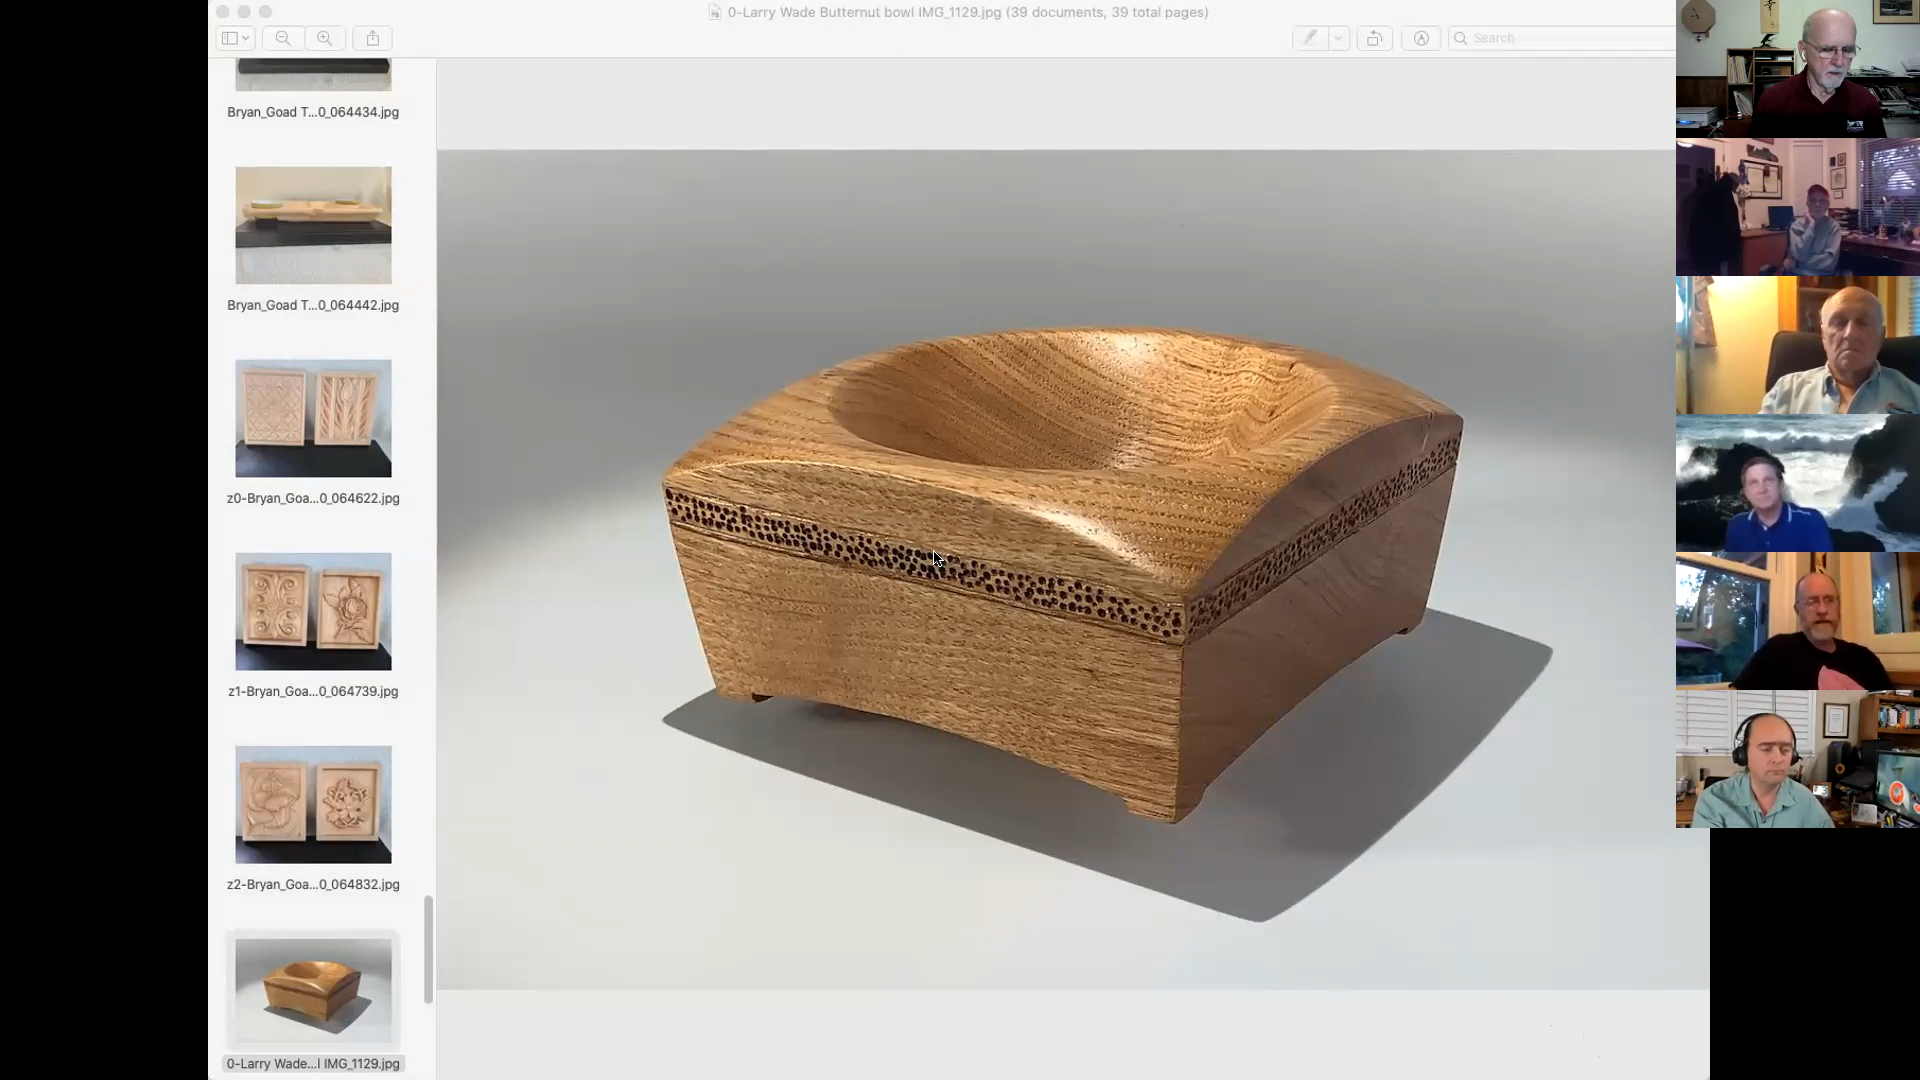 0-Larry Wade Butternut bowl IMG_1129.jpg (39 documents, 39 total pages)
Search
Bryan_Goad T...0_064434.jpg
Bryan_Goad T...0_064442.jpg
z0-Bryan_Goa...0_064622.jpg
z1-Bryan_Goa...0_064739.jpg
z2-Bryan_Goa...0_064832.jpg
0-Larry Wade...l IMG_1129.jpg